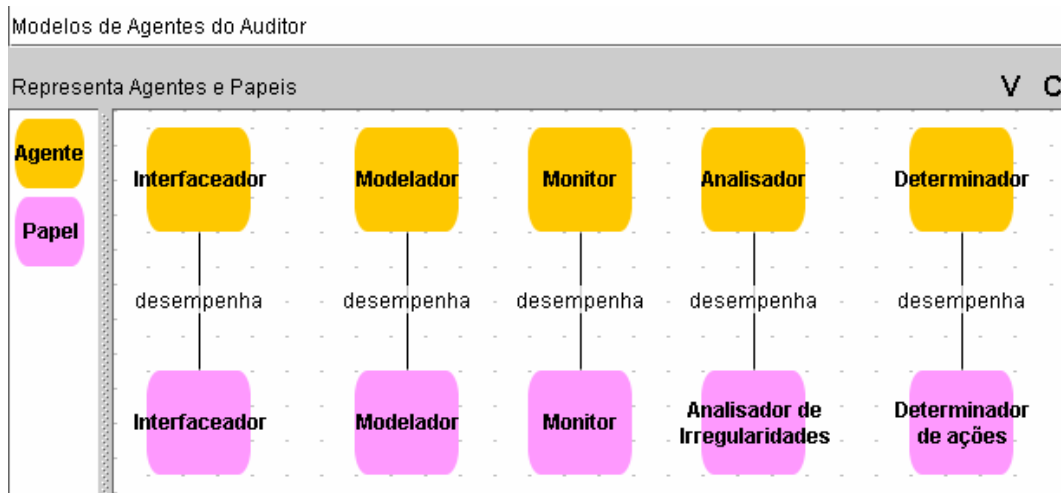 Modelos de Agentes do Auditor
Representa Agentes e Papeis V C
Agente
Papel
Interfaceador Modelador Monitor Analisador Determinador
desempenha desempenha desempenha desempenha desempenha
Interfaceador Modelador Monitor Analisador de Irregularidades Determinador de ações